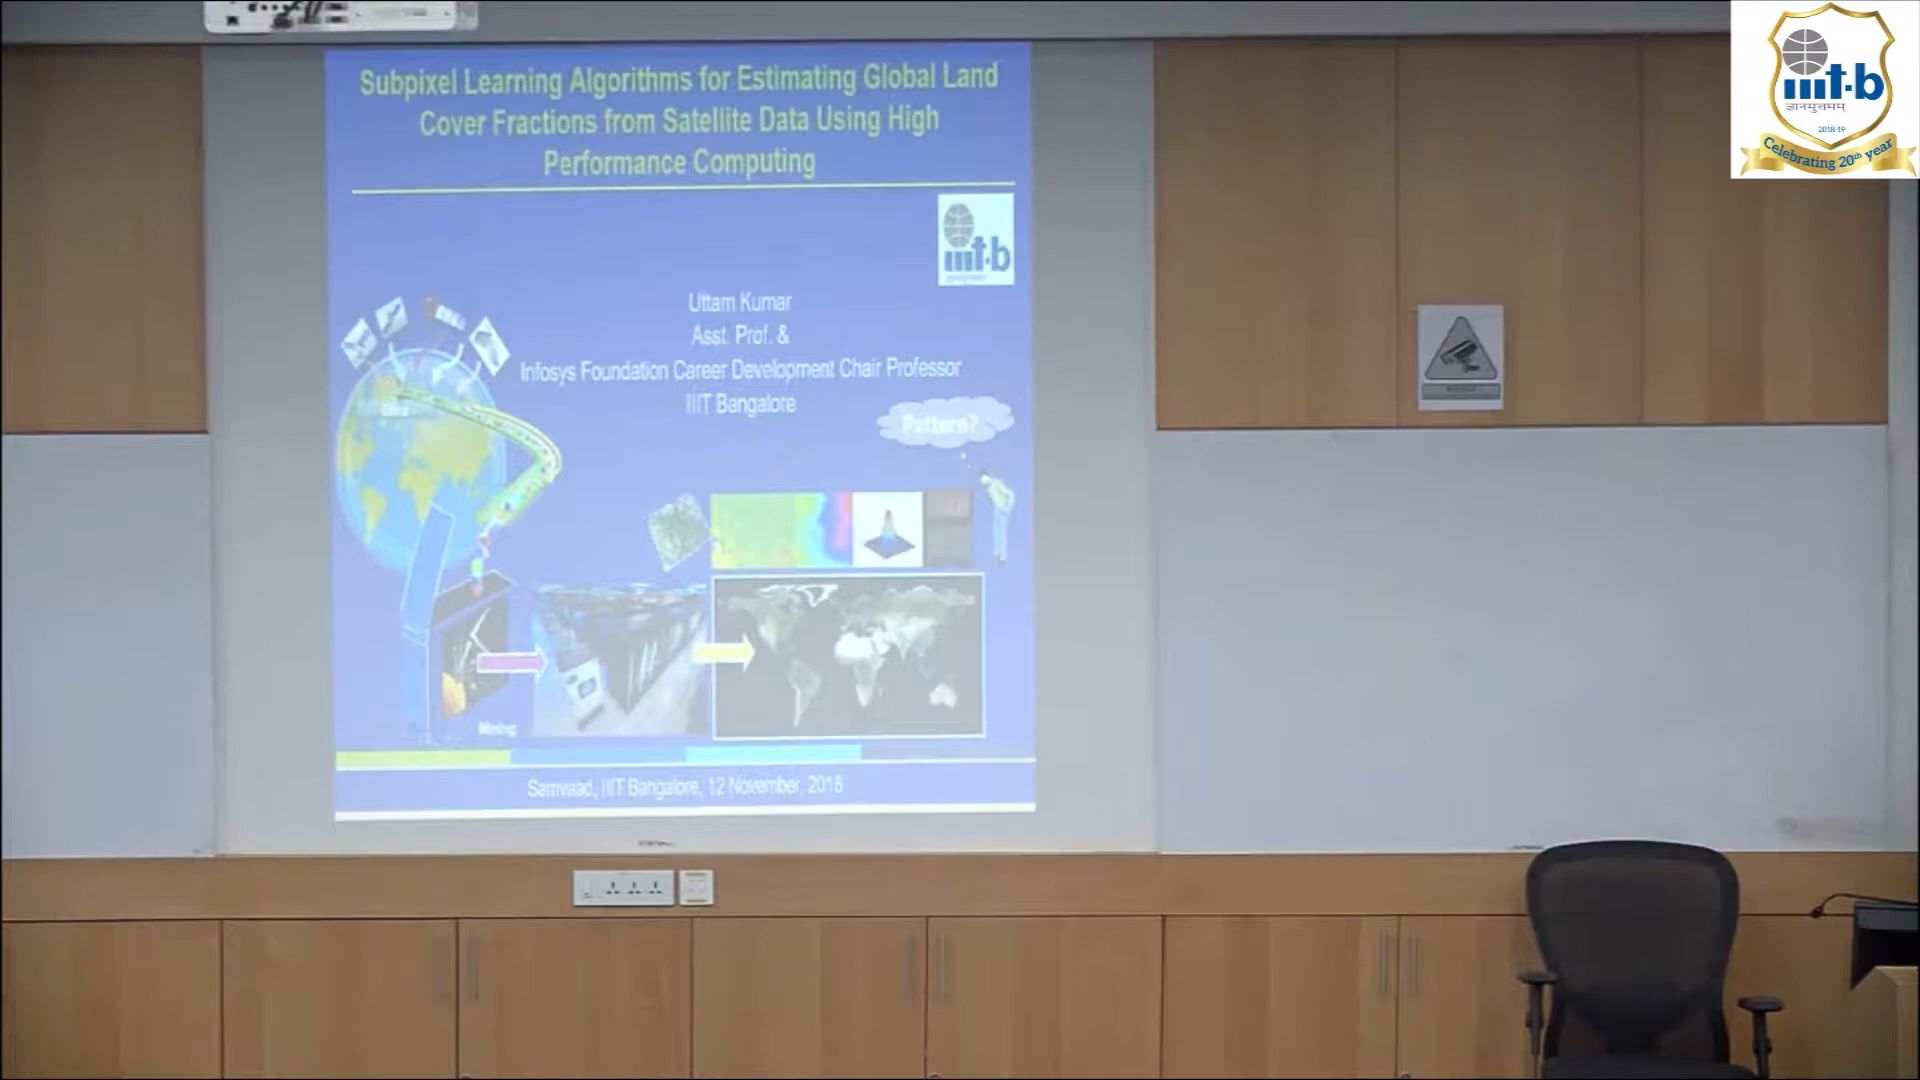 Subpixel Learning Algorithms for Estimating Global Land
Cover Fractions from Satellite Data Using High
Performance Computing
iiit-b
Uttam Kumar
Asst. Prof. &
Infosys Foundation Career Development Chair Professor
IIIT Bangalore
Pattern?
Data
Mining
Samvaad, IIIT Bangalore, 12 November, 2018
iiit-b
ज्ञानमुत्तमम्
2018-19
Celebrating 20th year